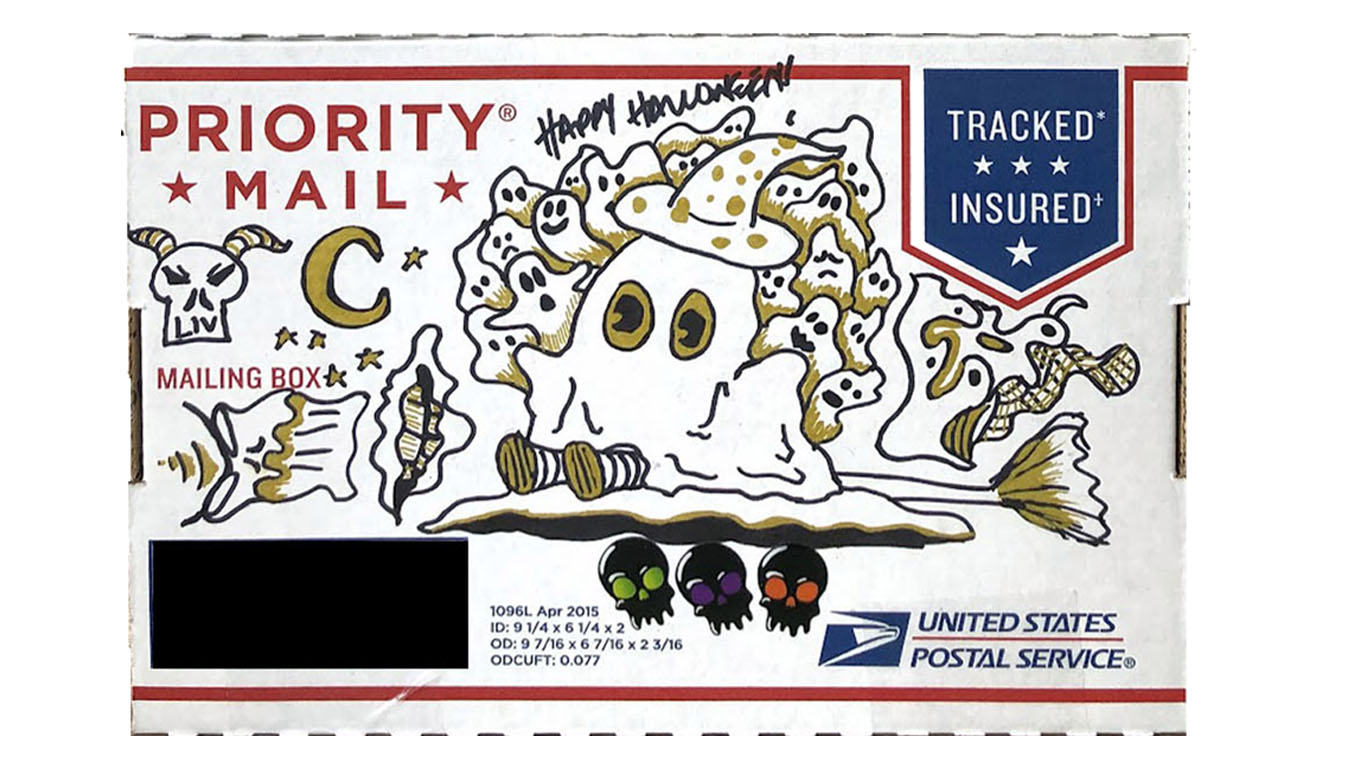 HAPPY HALLOWEEN!
PRIORITY®
★ MAIL ★
TRACKED*
★ ★ ★
INSURED†
★
LIV
MAILING BOX
1096L Apr 2015
ID: 9 1/4 x 6 1/4 x 2
OD: 9 7/16 x 6 7/16 x 2 3/16
ODCUFT: 0.077
UNITED STATES
POSTAL SERVICE®